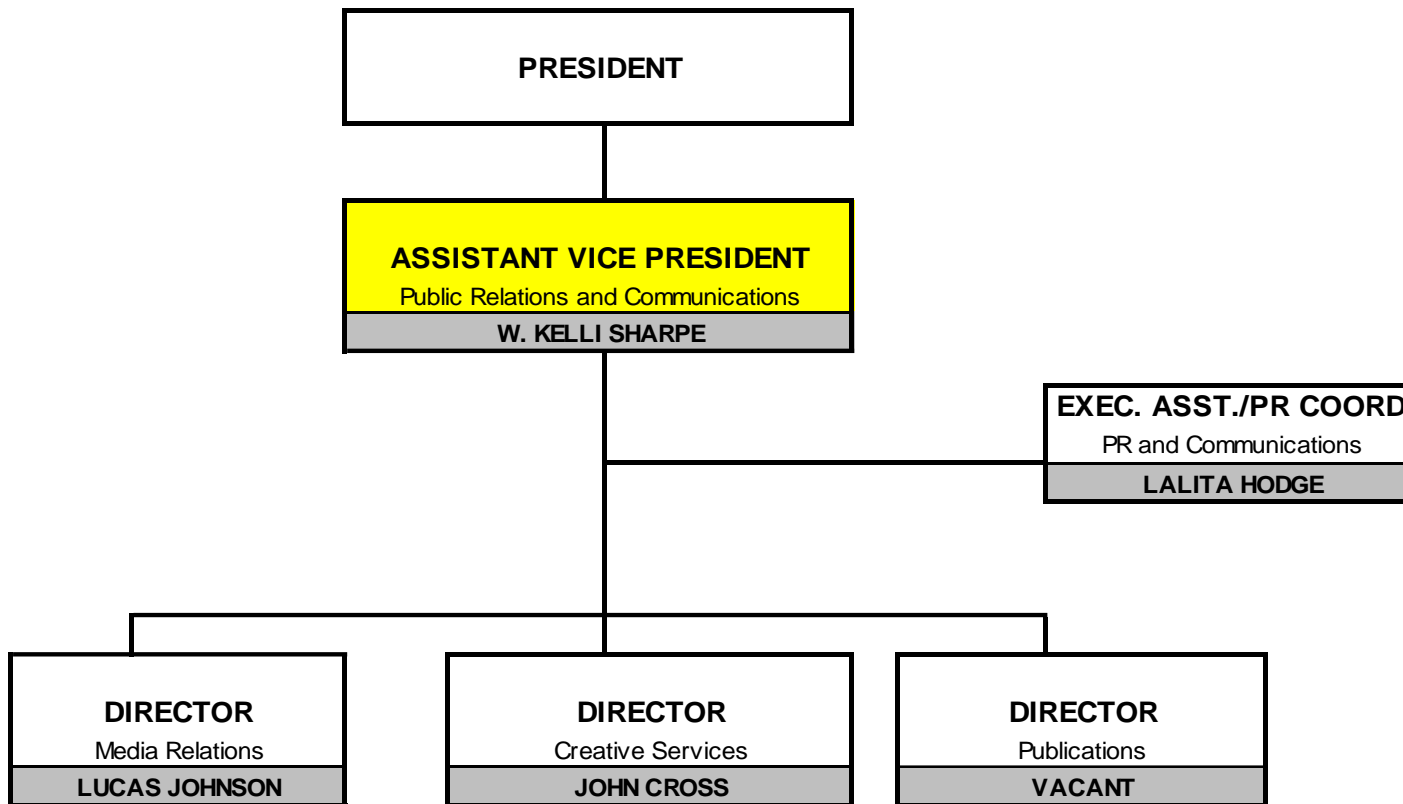 PRESIDENT
ASSISTANT VICE PRESIDENT
Public Relations and Communications
W. KELLI SHARPE
EXEC. ASST./PR COORD
PR and Communications
LALITA HODGE
DIRECTOR
Media Relations
LUCAS JOHNSON
DIRECTOR
Creative Services
JOHN CROSS
DIRECTOR
Publications
VACANT